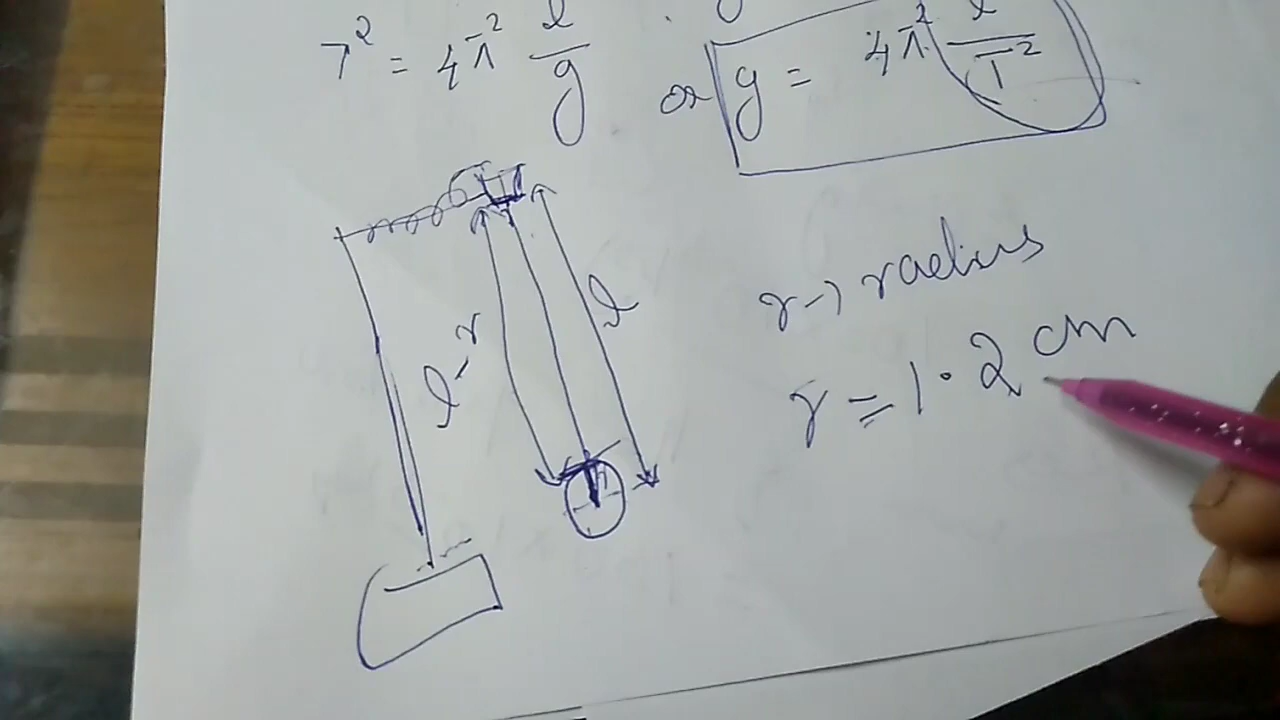 T² = 4π² l/g
or g = 4π² l/T²
l-r
l
r → radius
r = 1.2 cm